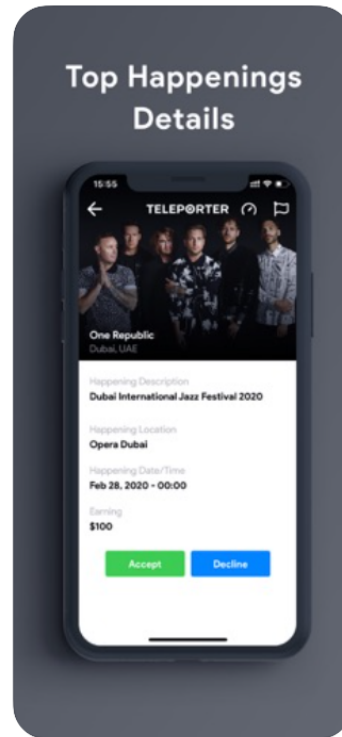 Top Happenings
Details
15:55
TELEPORTER
One Republic
Dubai, UAE
Happening Description
Dubai International Jazz Festival 2020
Happening Location
Opera Dubai
Happening Date/Time
Feb 28, 2020 - 00:00
Earning
$100
Accept Decline